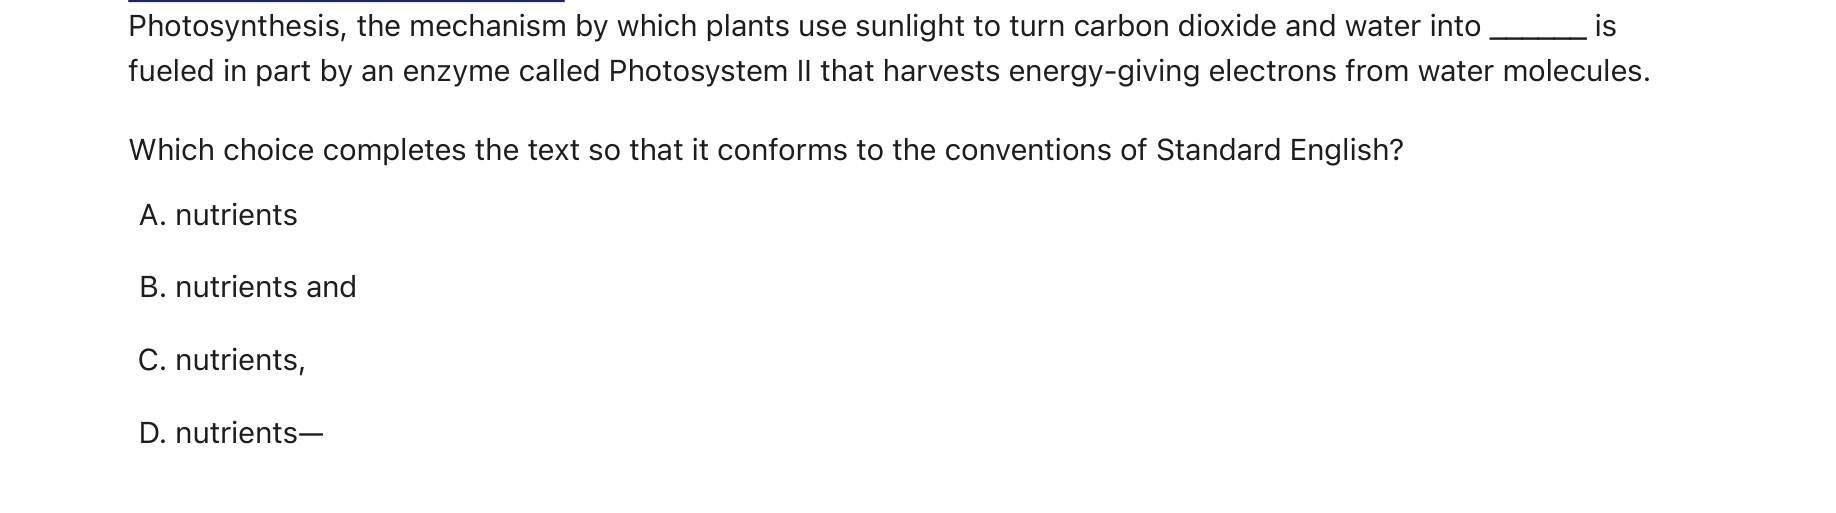 Photosynthesis, the mechanism by which plants use sunlight to turn carbon dioxide and water into ______ is
fueled in part by an enzyme called Photosystem II that harvests energy-giving electrons from water molecules.
Which choice completes the text so that it conforms to the conventions of Standard English?
A. nutrients
B. nutrients and
C. nutrients,
D. nutrients—